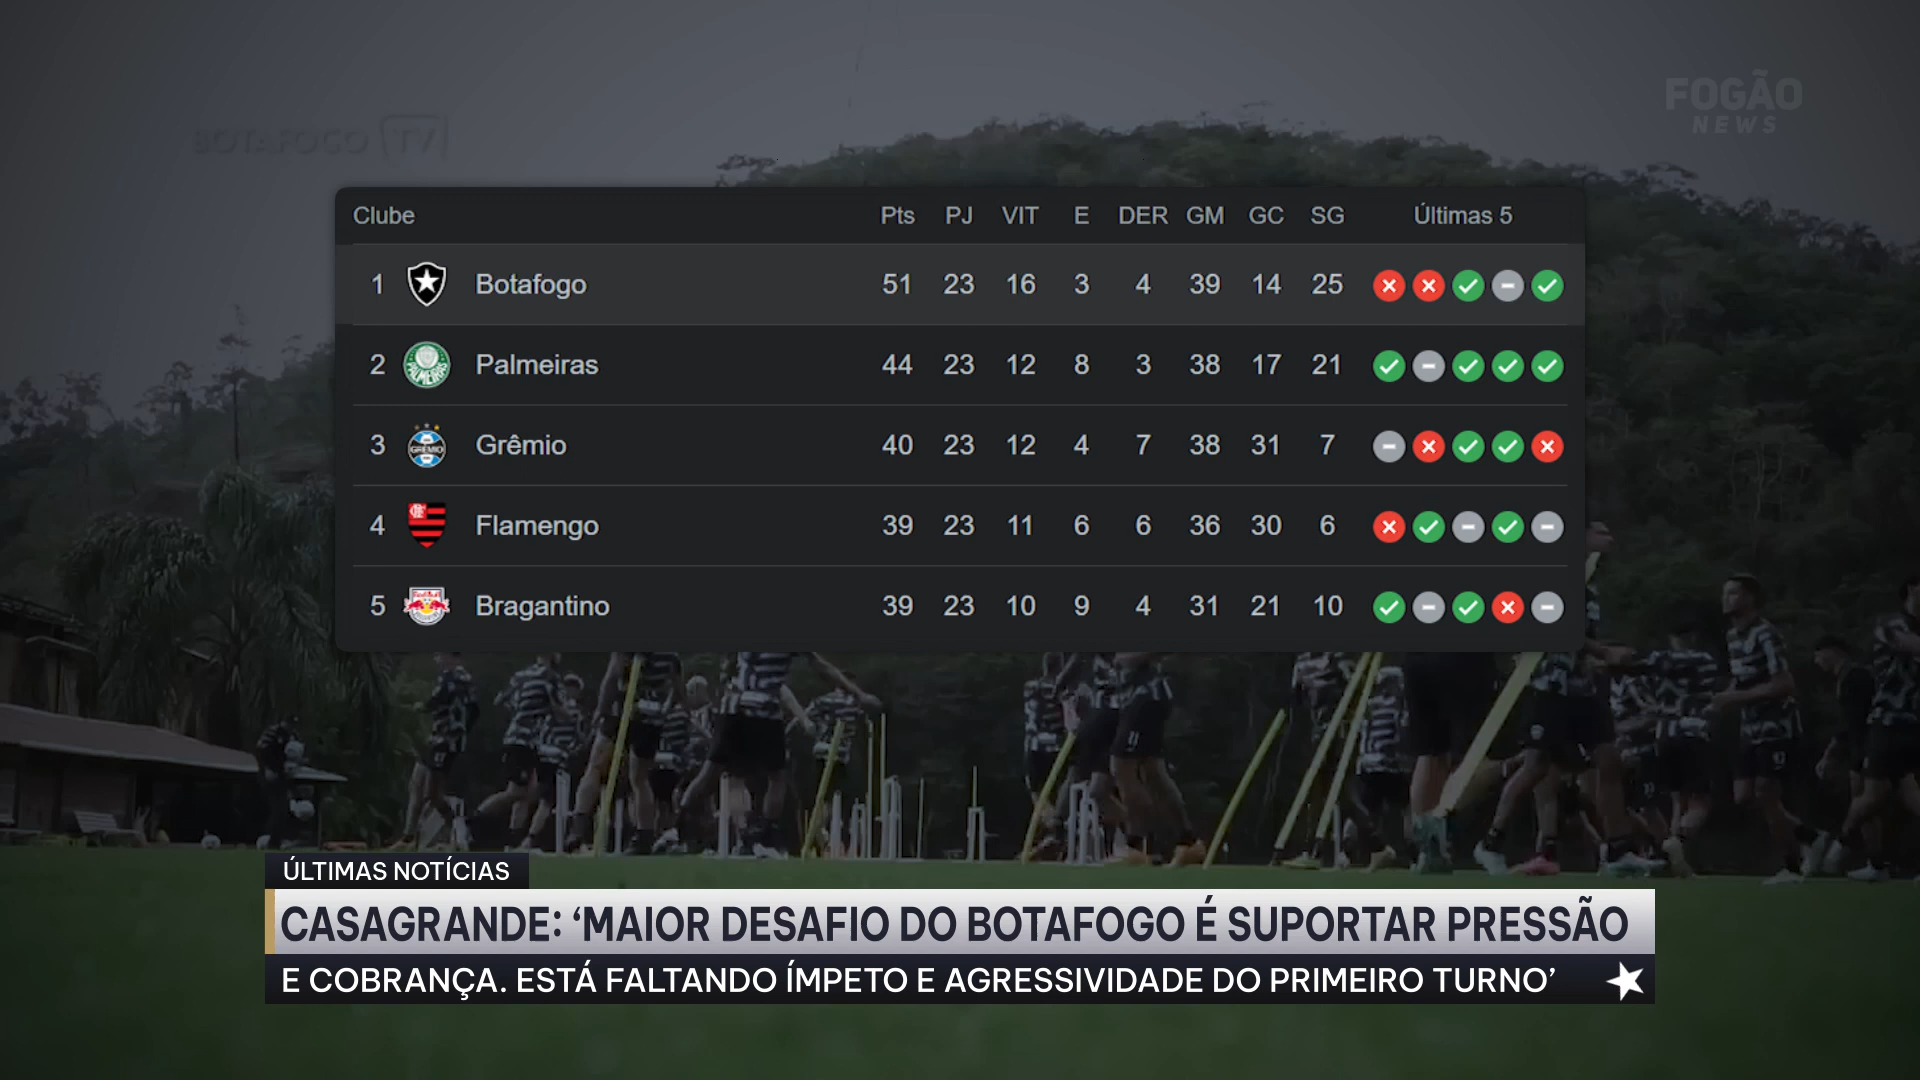 FOGÃO
NEWS
BOTAFOGO TV
Clube Pts PJ VIT E DER GM GC SG Últimas 5
1 Botafogo 51 23 16 3 4 39 14 25
2 Palmeiras 44 23 12 8 3 38 17 21
3 Grêmio 40 23 12 4 7 38 31 7
4 Flamengo 39 23 11 6 6 36 30 6
5 Bragantino 39 23 10 9 4 31 21 10
ÚLTIMAS NOTÍCIAS
CASAGRANDE: ‘MAIOR DESAFIO DO BOTAFOGO É SUPORTAR PRESSÃO
E COBRANÇA. ESTÁ FALTANDO ÍMPETO E AGRESSIVIDADE DO PRIMEIRO TURNO’